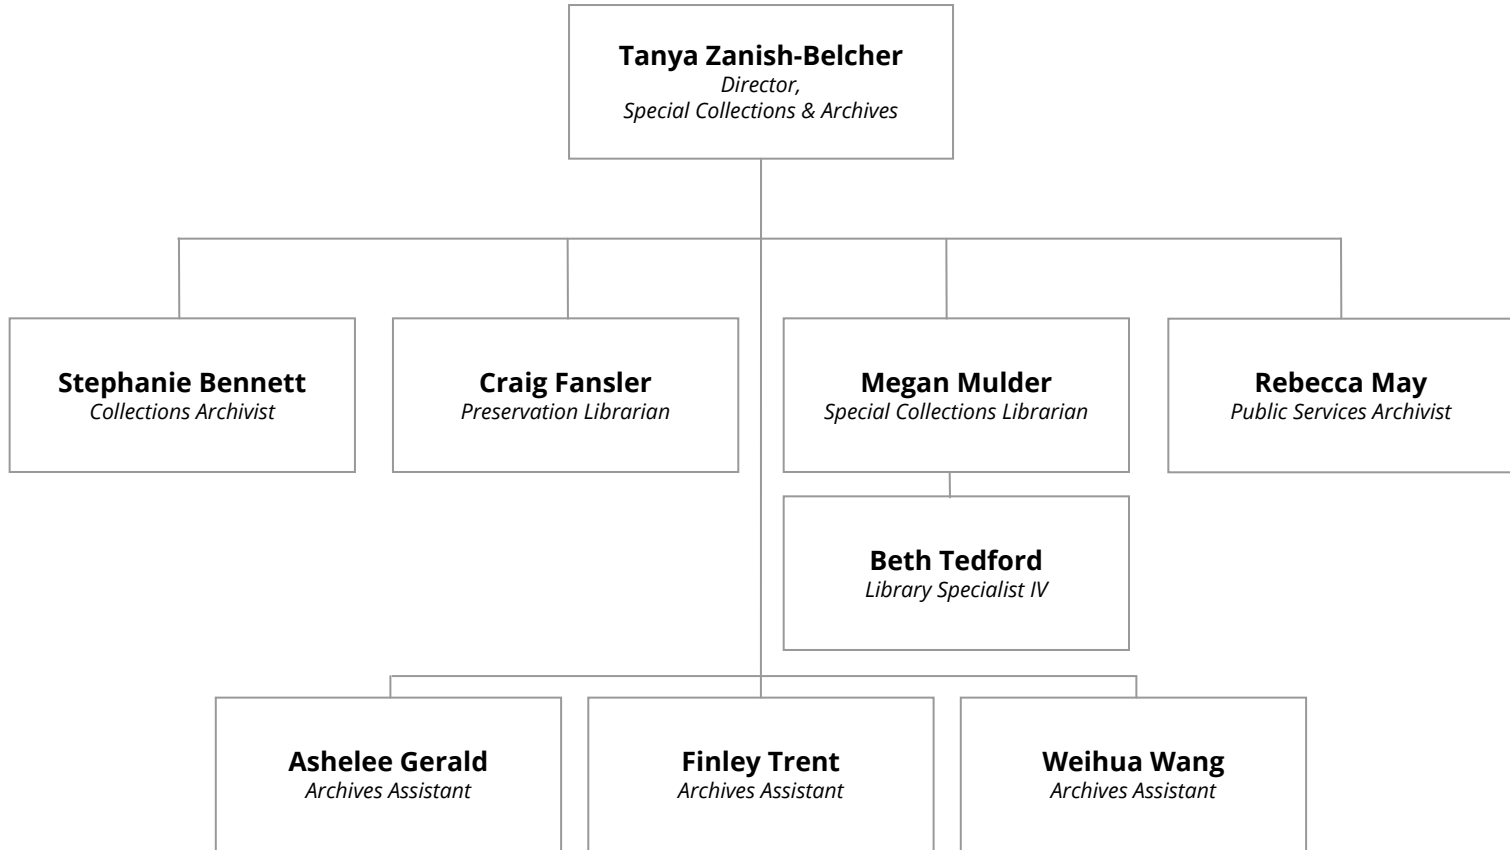 Tanya Zanish-Belcher
Director,
Special Collections & Archives
Stephanie Bennett
Collections Archivist
Craig Fansler
Preservation Librarian
Megan Mulder
Special Collections Librarian
Rebecca May
Public Services Archivist
Beth Tedford
Library Specialist IV
Ashelee Gerald
Archives Assistant
Finley Trent
Archives Assistant
Weihua Wang
Archives Assistant